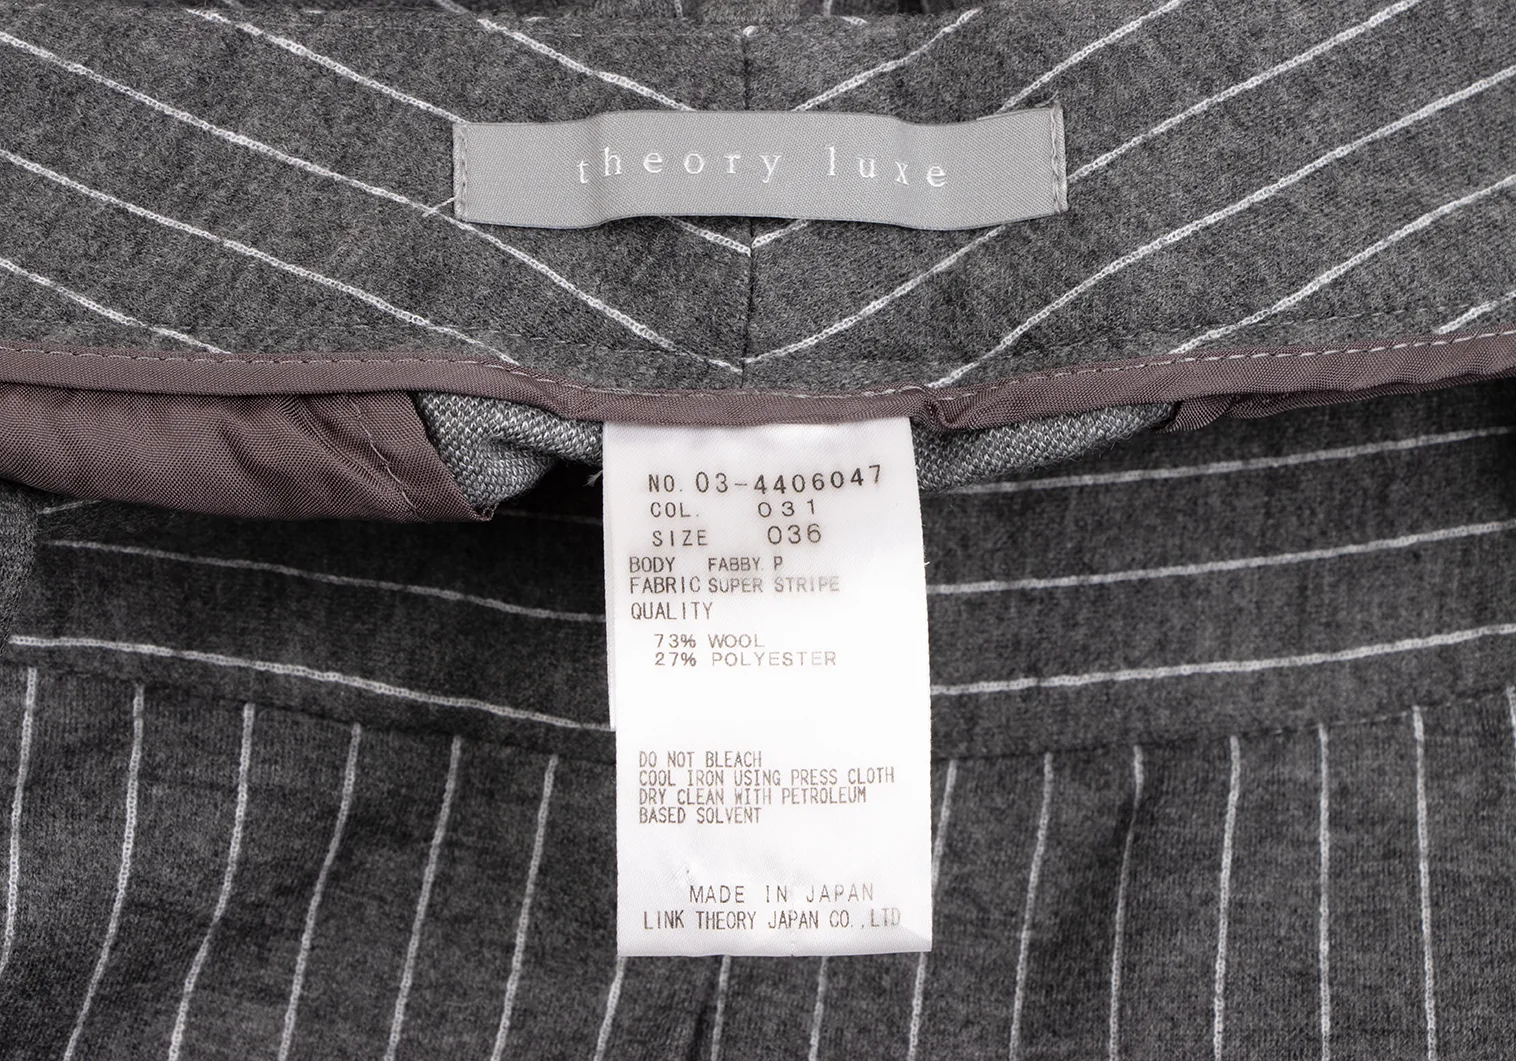 theory luxe
NO. 03-4406047
COL. 031
SIZE 036
BODY FABBY P
FABRIC SUPER STRIPE
QUALITY
73% WOOL
27% POLYESTER
DO NOT BLEACH
COOL IRON USING PRESS CLOTH
DRY CLEAN WITH PETROLEUM
BASED SOLVENT
MADE IN JAPAN
LINK THEORY JAPAN CO.,LTD